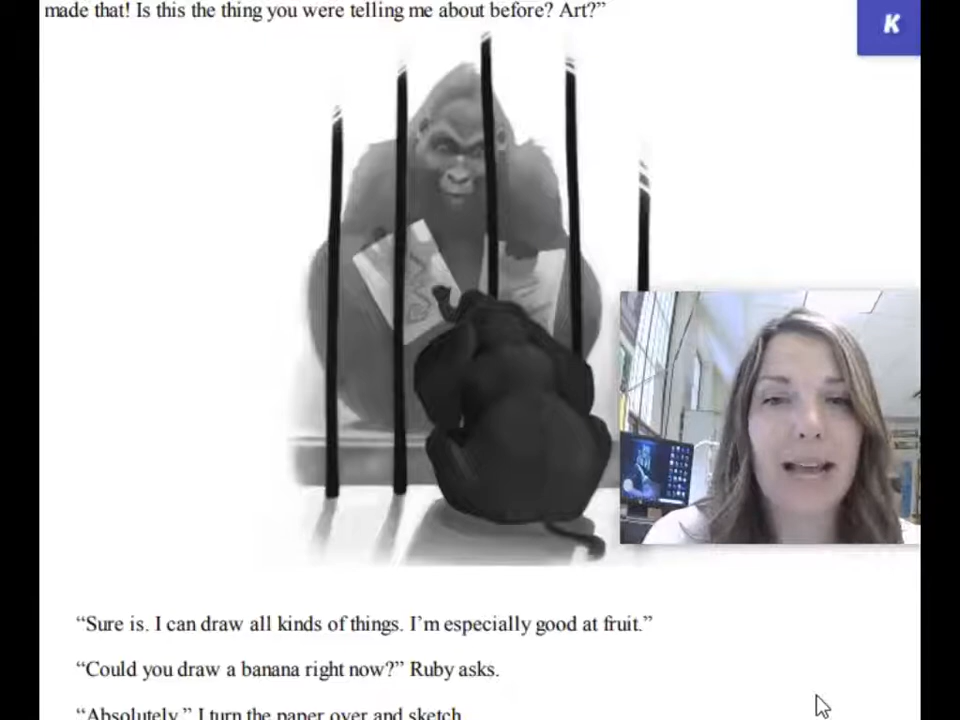 made that! Is this the thing you were telling me about before? Art?”
K
“Sure is. I can draw all kinds of things. I’m especially good at fruit.”
“Could you draw a banana right now?” Ruby asks.
“Absolutely.” I turn the paper over and sketch